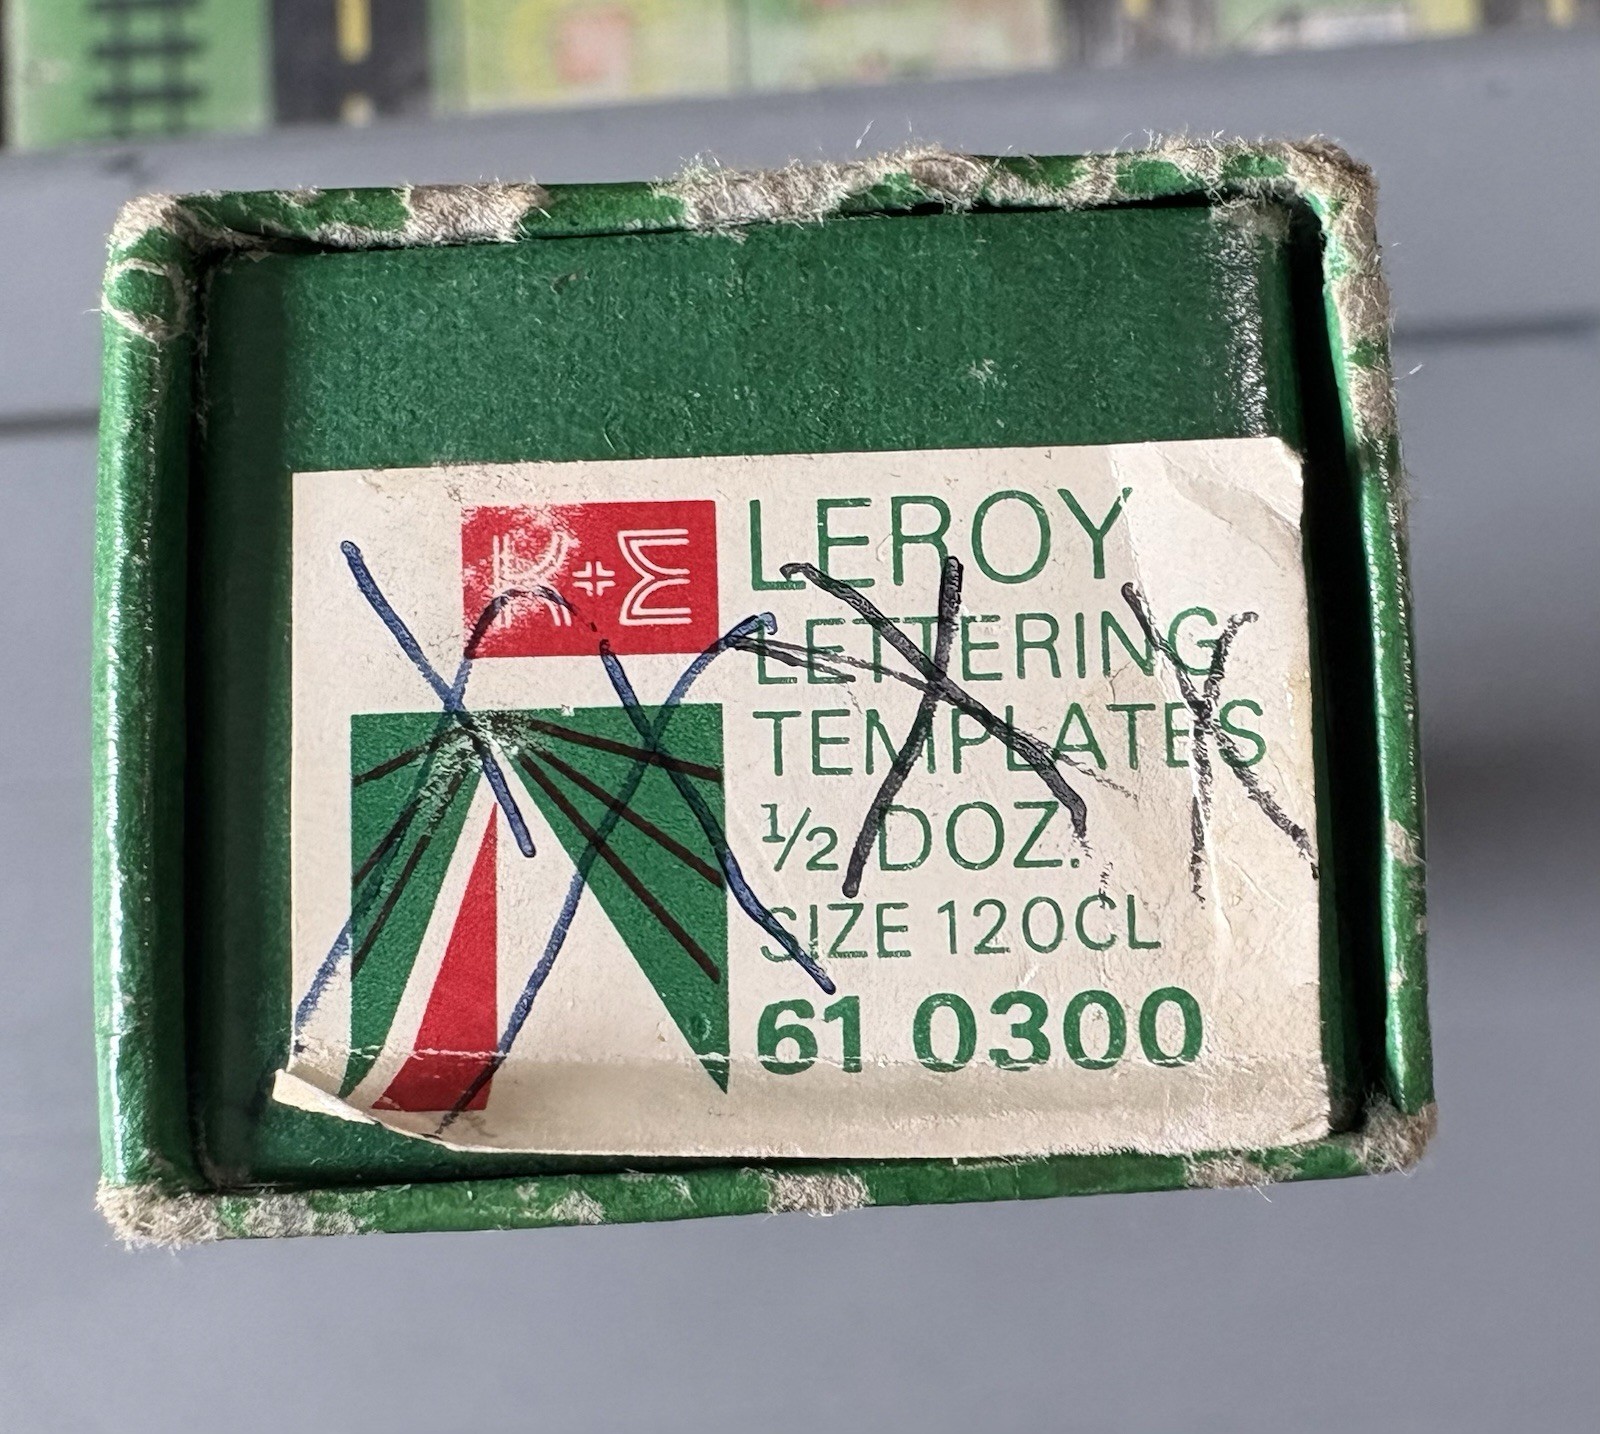 K+E
LEROY
LETTERING
TEMPLATES
1/2 DOZ.
SIZE 120CL
61 0300